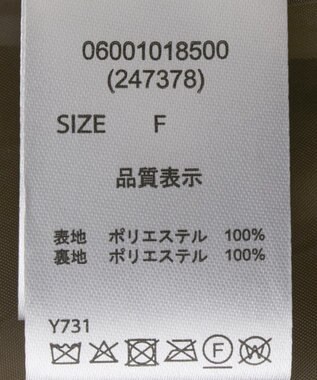 06001018500
(247378)
SIZE F
品質表示
表地 ポリエステル 100%
裏地 ポリエステル 100%
Y731
F W